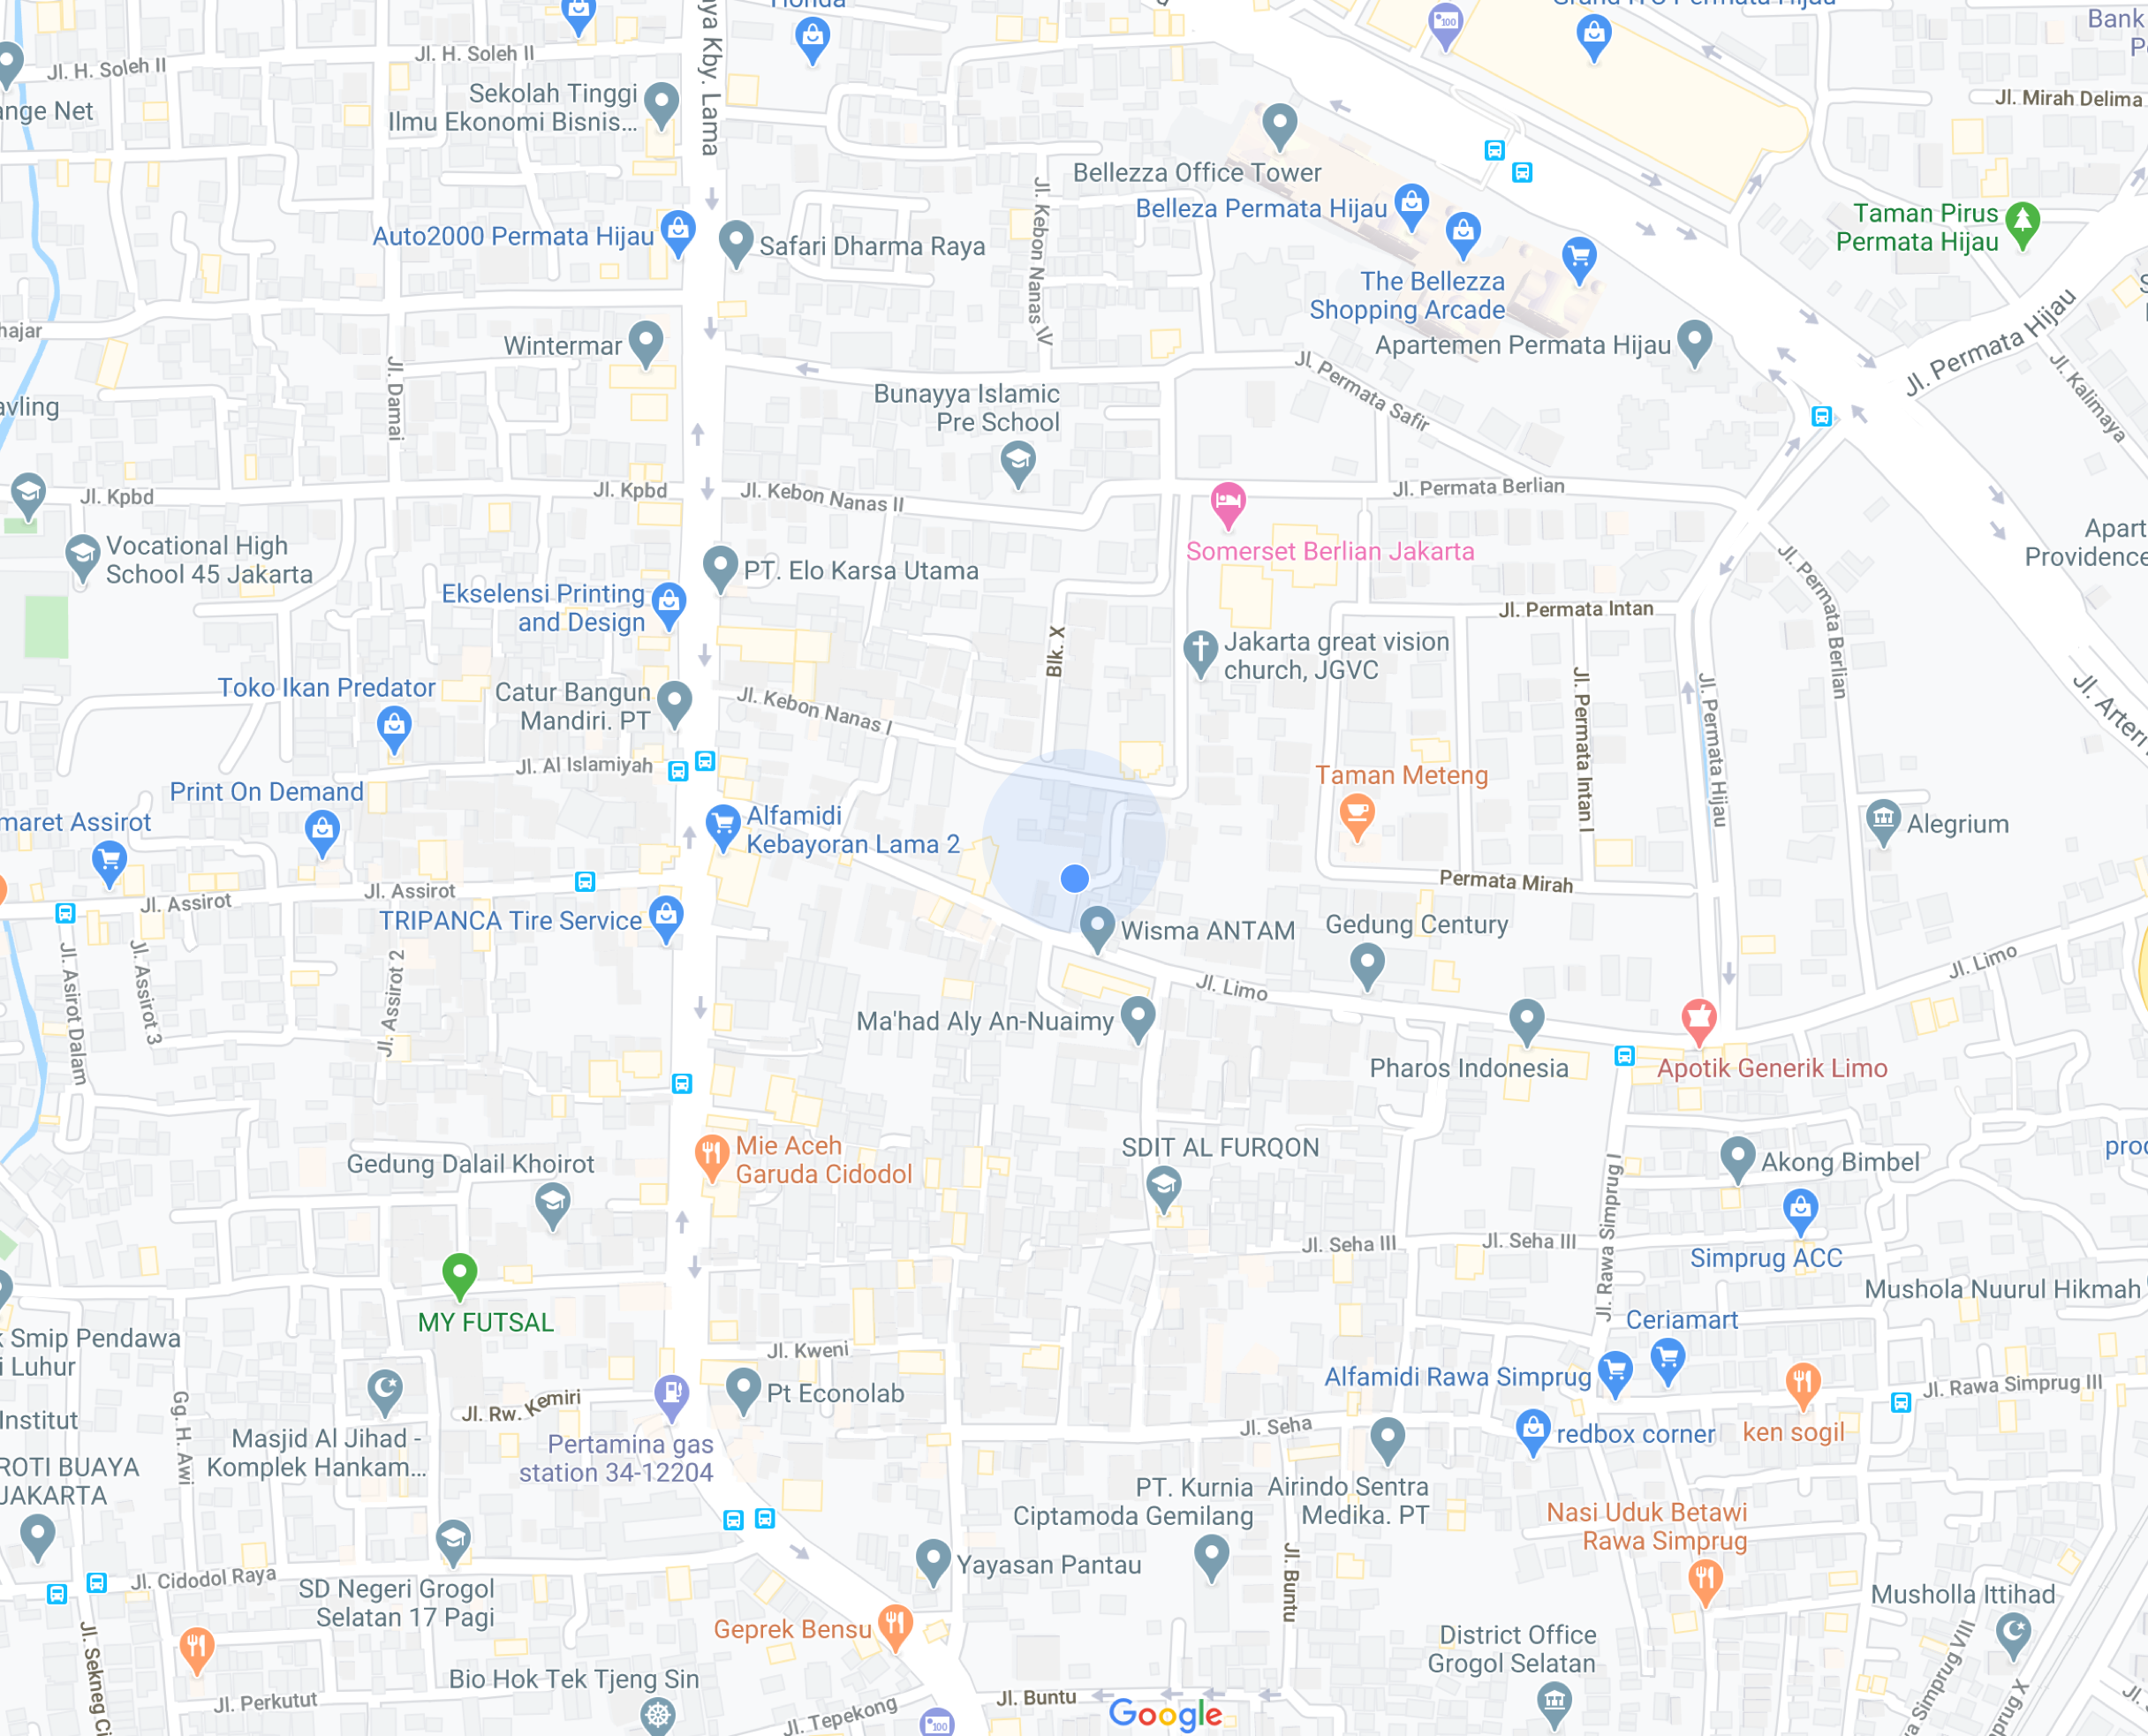 Honda
Grand ITC Permata Hijau
Bank
Jl. H. Soleh II
Jl. H. Soleh II
aya Kby. Lama
ange Net
Sekolah Tinggi
Ilmu Ekonomi Bisnis...
Jl. Mirah Delima
Bellezza Office Tower
Belleza Permata Hijau
Taman Pirus
Permata Hijau
Auto2000 Permata Hijau
Safari Dharma Raya
Jl. Kebon Nanas IV
The Bellezza
Shopping Arcade
hajar
Wintermar
Apartemen Permata Hijau
Jl. Permata Hijau
Jl. Kalimaya
Jl. Damai
Bunayya Islamic
Pre School
Jl. Permata Safir
avling
Jl. Kpbd
Jl. Kpbd
Jl. Kebon Nanas II
Jl. Permata Berlian
Vocational High
School 45 Jakarta
Somerset Berlian Jakarta
Apart
Providence
PT. Elo Karsa Utama
Ekselensi Printing
and Design
Jl. Permata Intan
Jl. Permata Berlian
Blk. X
Jakarta great vision
church, JGVC
Toko Ikan Predator
Catur Bangun
Mandiri. PT
Jl. Kebon Nanas I
Jl. Permata Intan I
Jl. Permata Hijau
Jl. Arteri
Jl. Al Islamiyah
Taman Meteng
Print On Demand
maret Assirot
Alfamidi
Kebayoran Lama 2
Alegrium
Jl. Assirot
Jl. Assirot
Permata Mirah
TRIPANCA Tire Service
Wisma ANTAM
Gedung Century
Jl. Asirot Dalam
Jl. Assirot 3
Jl. Assirot 2
Jl. Limo
Jl. Limo
Ma'had Aly An-Nuaimy
Pharos Indonesia
Apotik Generik Limo
Mie Aceh
Garuda Cidodol
SDIT AL FURQON
Gedung Dalail Khoirot
Akong Bimbel
proc
Jl. Rawa Simprug I
Jl. Seha III
Jl. Seha III
Simprug ACC
Mushola Nuurul Hikmah
MY FUTSAL
Ceriamart
k Smip Pendawa
i Luhur
Jl. Kweni
Alfamidi Rawa Simprug
Jl. Rawa Simprug III
Pt Econolab
Jl. Rw. Kemiri
Gg. H. Awi
Institut
Jl. Seha
redbox corner
ken sogil
Masjid Al Jihad -
Komplek Hankam...
Pertamina gas
station 34-12204
ROTI BUAYA
JAKARTA
PT. Kurnia
Ciptamoda Gemilang
Airindo Sentra
Medika. PT
Nasi Uduk Betawi
Rawa Simprug
Yayasan Pantau
Jl. Cidodol Raya
SD Negeri Grogol
Selatan 17 Pagi
Jl. Buntu
Musholla Ittihad
Geprek Bensu
District Office
Grogol Selatan
Jl. Sekneg Ci
Bio Hok Tek Tjeng Sin
Jl. Perkutut
Jl. Tepekong
Jl. Buntu
Google
a Simprug VIII
prug X